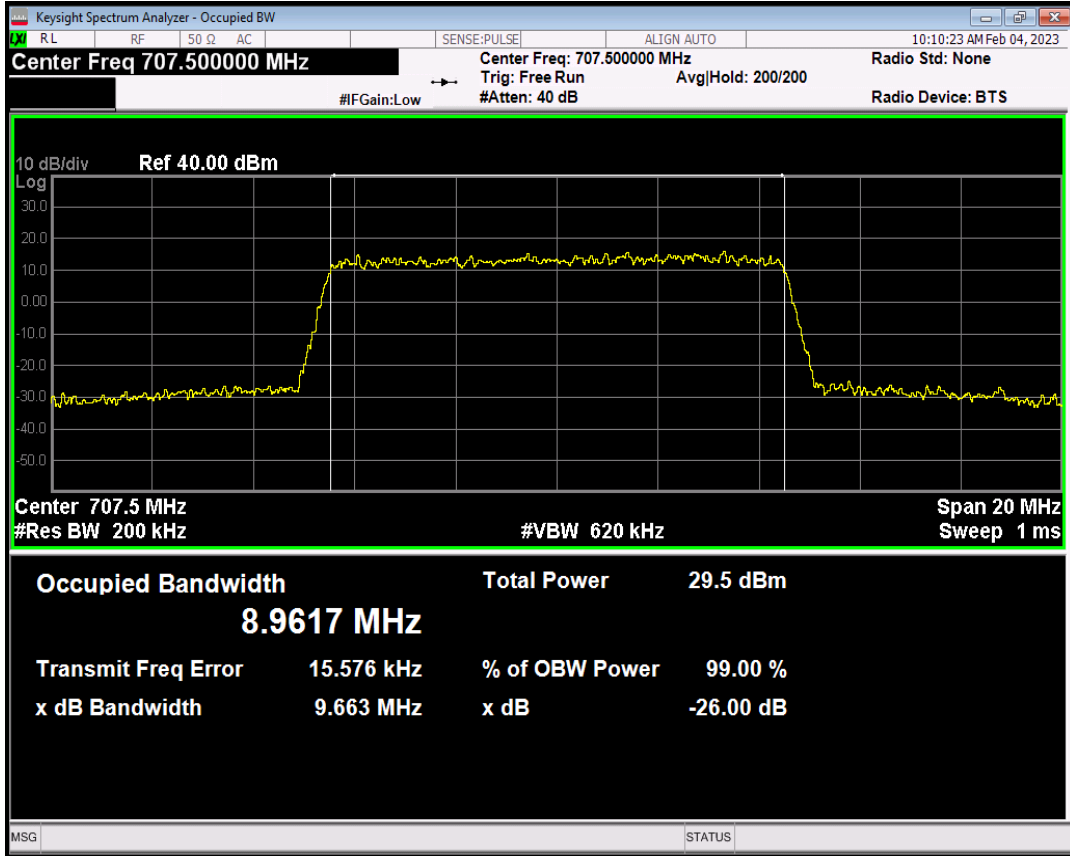 Keysight Spectrum Analyzer - Occupied BW
LXI RL RF 50 Ω AC SENSE:PULSE ALIGN AUTO 10:10:23 AM Feb 04, 2023
Center Freq 707.500000 MHz Center Freq: 707.500000 MHz Radio Std: None
Trig: Free Run Avg|Hold: 200/200
#IFGain:Low #Atten: 40 dB Radio Device: BTS
10 dB/div Ref 40.00 dBm
Log
30.0
20.0
10.0
0.00
-10.0
-20.0
-30.0
-40.0
-50.0
Center 707.5 MHz Span 20 MHz
#Res BW 200 kHz #VBW 620 kHz Sweep 1 ms
Occupied Bandwidth Total Power 29.5 dBm
8.9617 MHz
Transmit Freq Error 15.576 kHz % of OBW Power 99.00 %
x dB Bandwidth 9.663 MHz x dB -26.00 dB
MSG STATUS